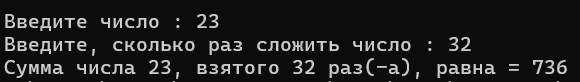 Введите число : 23
Введите, сколько раз сложить число : 32
Сумма числа 23, взятого 32 раз(-а), равна = 736